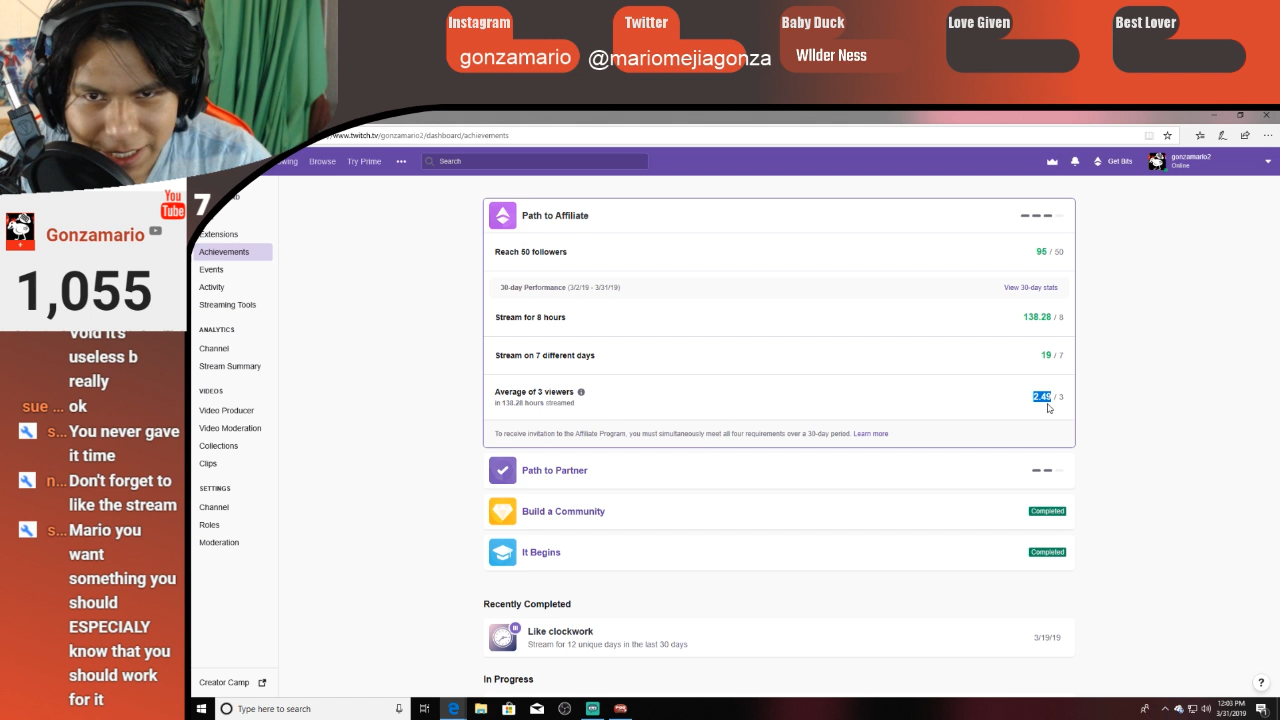 Instagram
gonzamario
Twitter
@mariomejiagonza
Baby Duck
WIlder Ness
Love Given
Best Lover
www.twitch.tv/gonzamario2/dashboard/achievements
Browse
Try Prime
Search
Get Bits
gonzamario2
Online
You
Tube
Gonzamario
1,055
7
Extensions
Achievements
Events
Activity
Streaming Tools
ANALYTICS
Channel
Stream Summary
VIDEOS
Video Producer
Video Moderation
Collections
Clips
SETTINGS
Channel
Roles
Moderation
Creator Camp
Path to Affiliate
Reach 50 followers
95 / 50
30-day Performance (3/2/19 - 3/31/19)
View 30-day stats
Stream for 8 hours
138.28 / 8
Stream on 7 different days
19 / 7
Average of 3 viewers
in 138.28 hours streamed
2.49 / 3
To receive invitation to the Affiliate Program, you must simultaneously meet all four requirements over a 30-day period. Learn more
Path to Partner
Build a Community
Completed
It Begins
Completed
Recently Completed
Like clockwork
Stream for 12 unique days in the last 30 days
3/19/19
In Progress
Void it's
useless b
really
sue ... ok
s... You never gave
it time
n... Don't forget to
like the stream
s... Mario you
want
something you
should
ESPECIALY
know that you
should work
for it
Type here to search
12:03 PM
3/31/2019